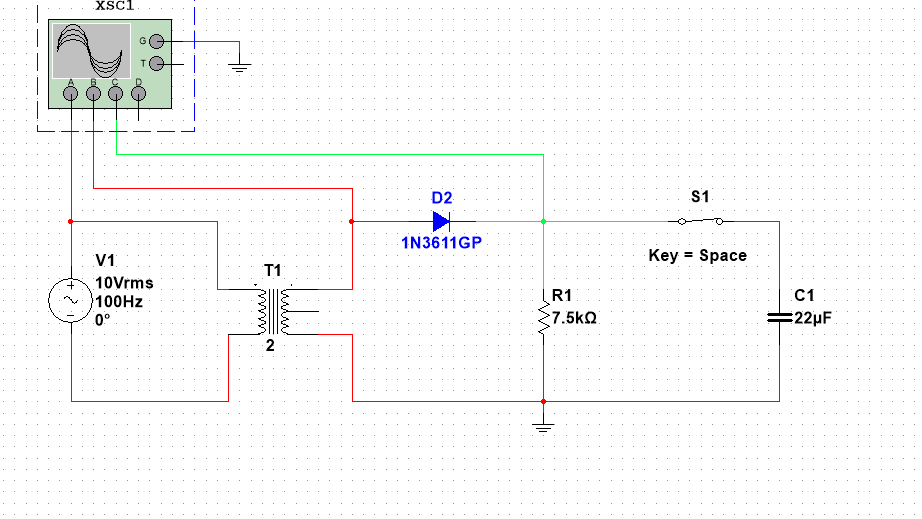 xsc1
G
T
A B C D
D2
1N3611GP
S1
Key = Space
V1
10Vrms
100Hz
0°
T1
2
R1
7.5kΩ
C1
22µF